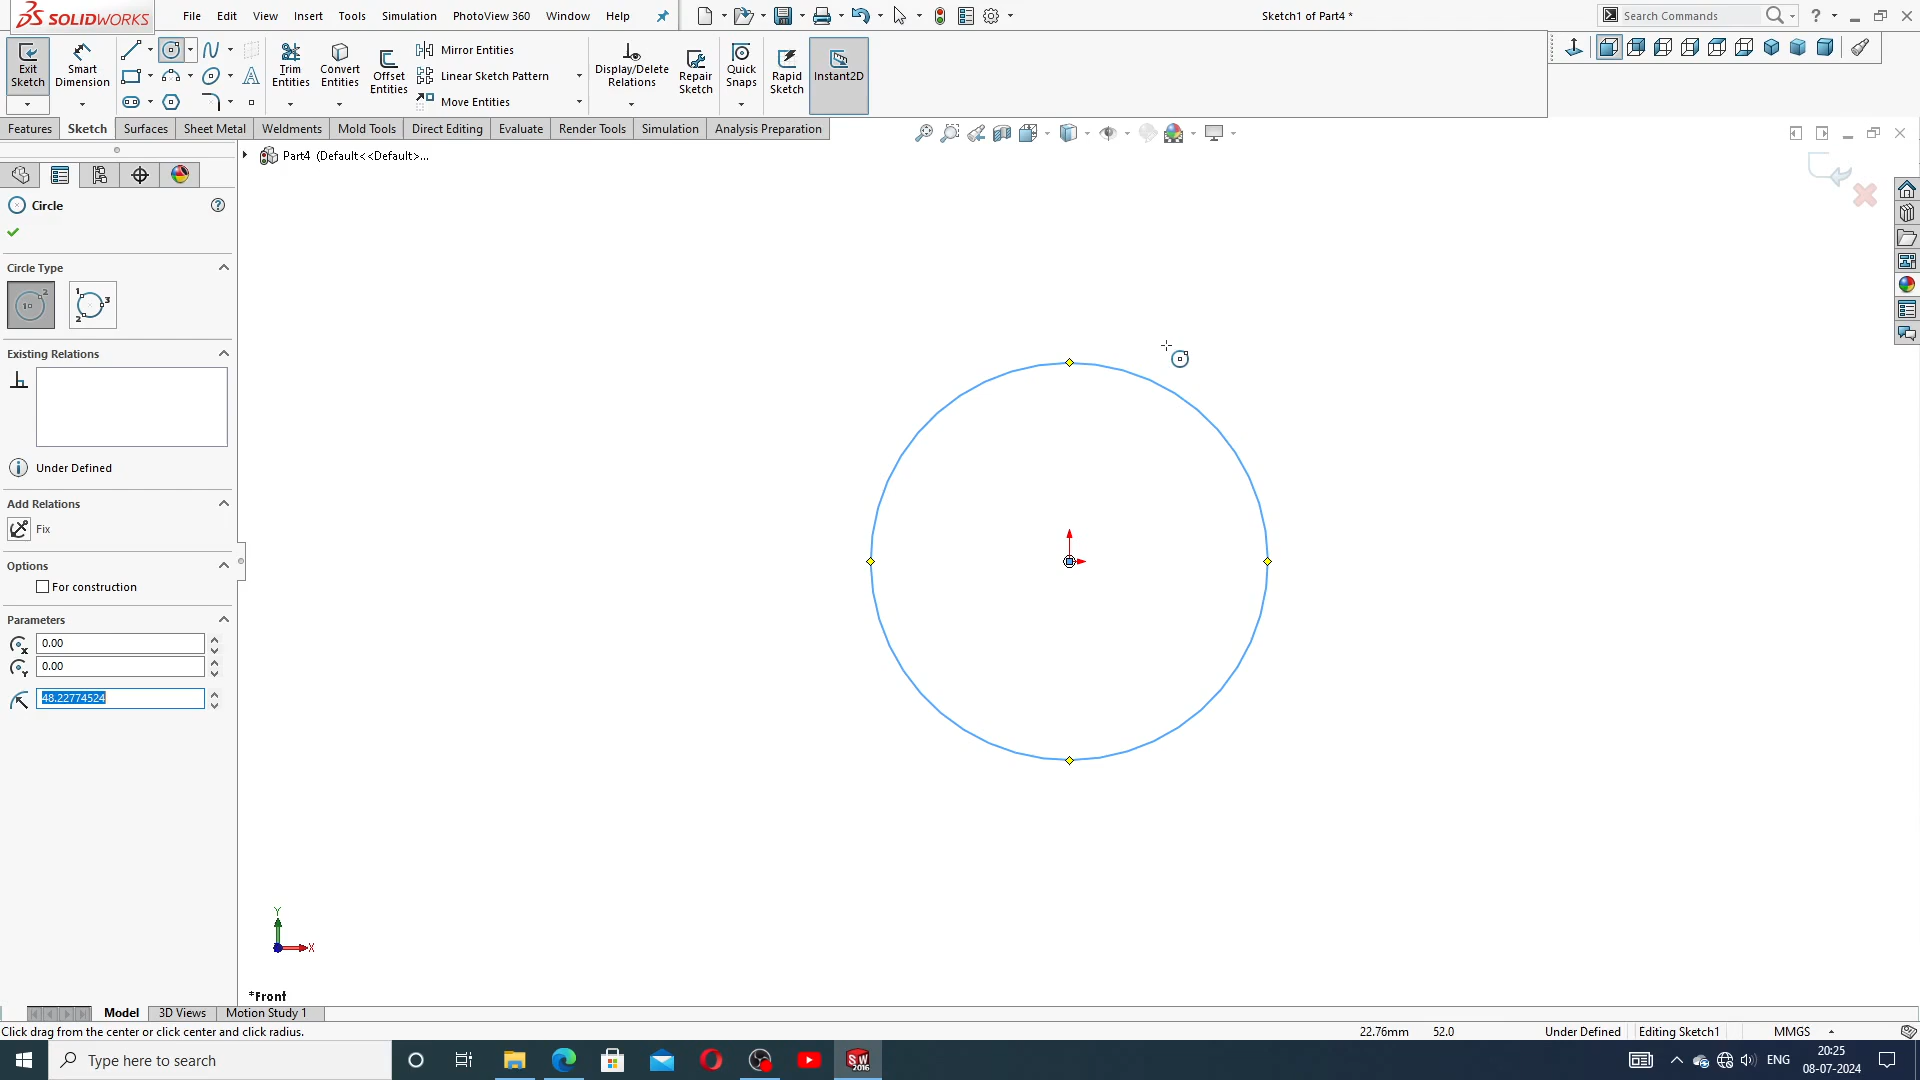 SOLIDWORKS
File Edit View Insert Tools Simulation PhotoView 360 Window Help
Sketch1 of Part4 *
Search Commands
Exit Sketch
Smart Dimension
Trim Entities
Convert Entities
Offset Entities
Mirror Entities
Linear Sketch Pattern
Move Entities
Display/Delete Relations
Repair Sketch
Quick Snaps
Rapid Sketch
Instant2D
Features Sketch Surfaces Sheet Metal Weldments Mold Tools Direct Editing Evaluate Render Tools Simulation Analysis Preparation
Part4 (Default<<Default>...
Circle
Circle Type
Existing Relations
Under Defined
Add Relations
Fix
Options
For construction
Parameters
0.00
0.00
48.22774524
Y
X
*Front
Model 3D Views Motion Study 1
Click drag from the center or click center and click radius.
22.76mm 52.0
Under Defined Editing Sketch1 MMGS
Type here to search
SW 2016
ENG
20:25
08-07-2024